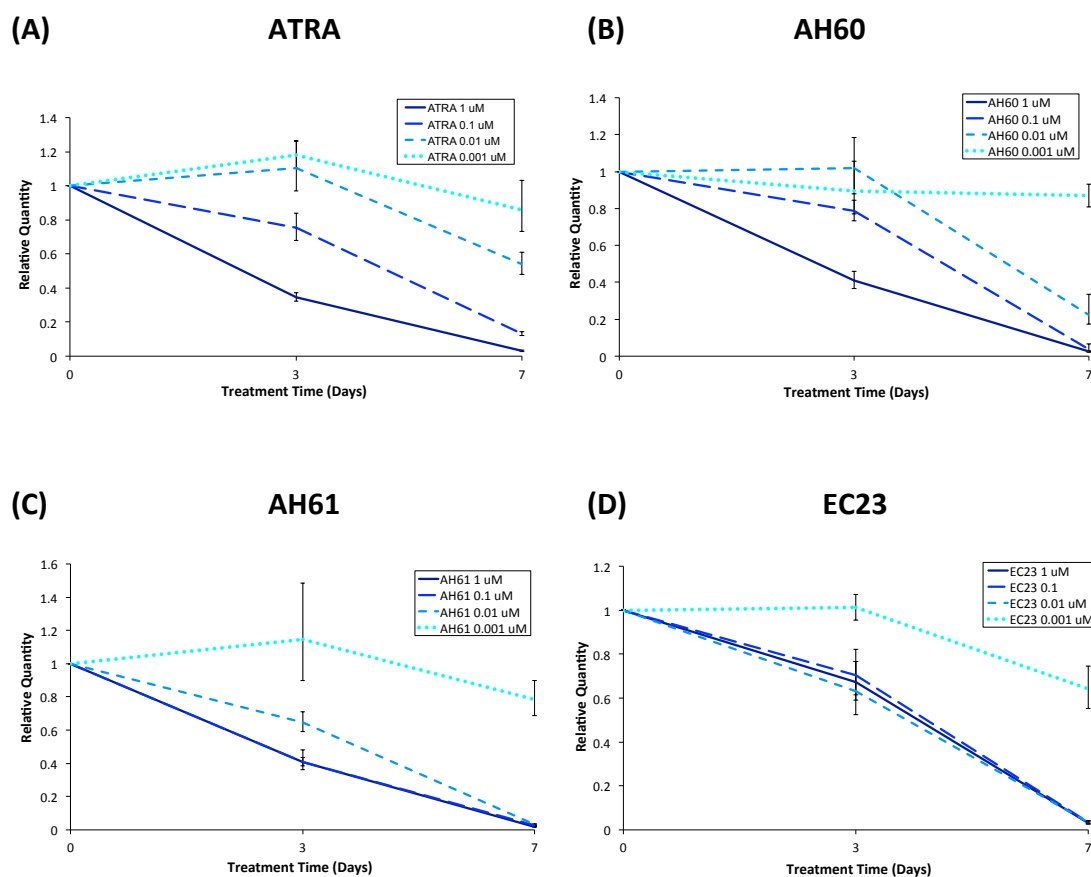 (A)
ATRA
ATRA 1 uM
ATRA 0.1 uM
ATRA 0.01 uM
ATRA 0.001 uM
1.4
1.2
1
0.8
0.6
0.4
0.2
0
Relative Quantity
0
3
7
Treatment Time (Days)
(B)
AH60
AH60 1 uM
AH60 0.1 uM
AH60 0.01 uM
AH60 0.001 uM
1.4
1.2
1
0.8
0.6
0.4
0.2
0
Relative Quantity
0
3
7
Treatment Time (Days)
(C)
AH61
AH61 1 uM
AH61 0.1 uM
AH61 0.01 uM
AH61 0.001 uM
1.6
1.4
1.2
1
0.8
0.6
0.4
0.2
0
Relative Quantity
0
3
7
Treatment Time (Days)
(D)
EC23
EC23 1 uM
EC23 0.1
EC23 0.01 uM
EC23 0.001 uM
1.2
1
0.8
0.6
0.4
0.2
0
Relative Quantity
0
3
7
Treatment Time (Days)